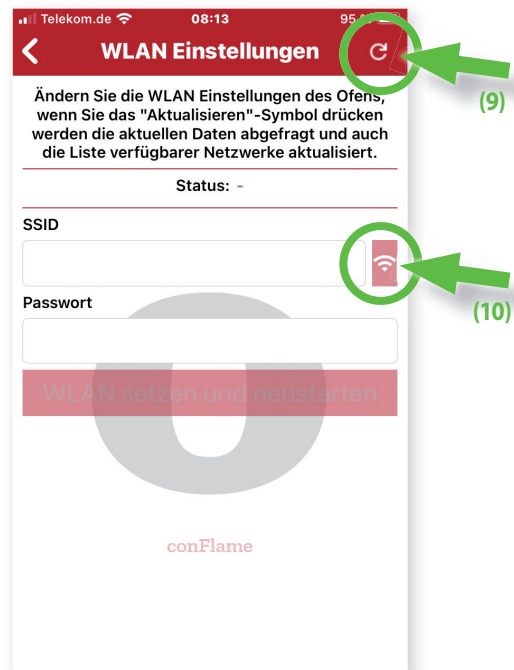 Telekom.de 08:13 95 %
WLAN Einstellungen
(9)
Ändern Sie die WLAN Einstellungen des Ofens,
wenn Sie das "Aktualisieren"-Symbol drücken
werden die aktuellen Daten abgefragt und auch
die Liste verfügbarer Netzwerke aktualisiert.
Status: -
SSID
(10)
Passwort
WLAN setzen und neustarten
conFlame